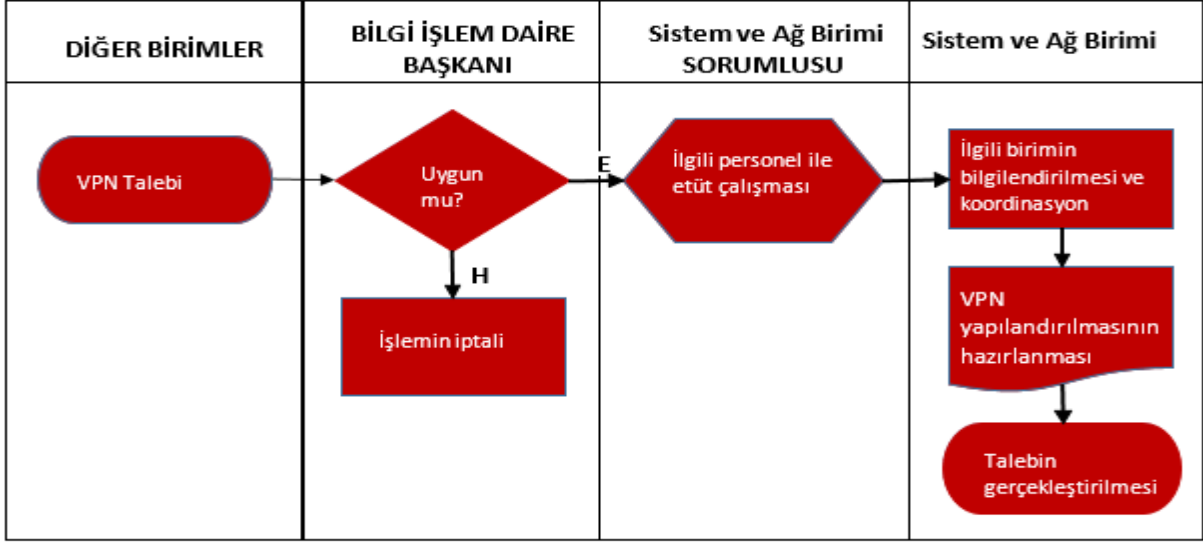 DİĞER BİRİMLER
BİLGİ İŞLEM DAİRE
BAŞKANI
Sistem ve Ağ Birimi
SORUMLUSU
Sistem ve Ağ Birimi
VPN Talebi
Uygun
mu?
E
İlgili personel ile
etüt çalışması
İlgili birimin
bilgilendirilmesi ve
koordinasyon
H
İşlemin iptali
VPN
yapılandırılmasının
hazırlanması
Talebin
gerçekleştirilmesi